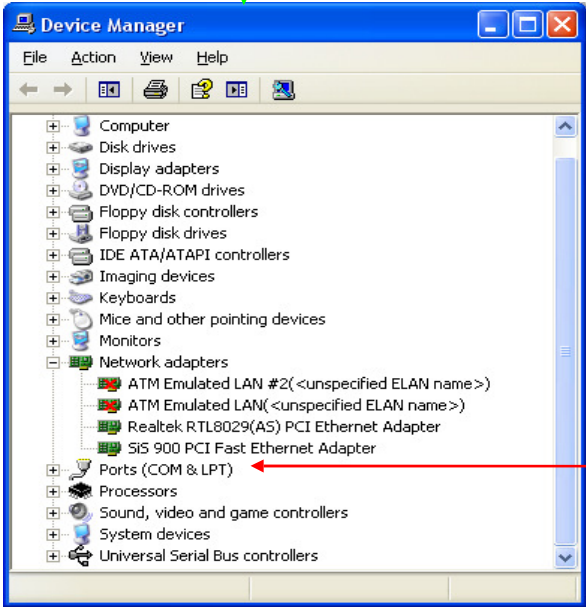 Device Manager
File Action View Help
Computer
Disk drives
Display adapters
DVD/CD-ROM drives
Floppy disk controllers
Floppy disk drives
IDE ATA/ATAPI controllers
Imaging devices
Keyboards
Mice and other pointing devices
Monitors
Network adapters
ATM Emulated LAN #2(<unspecified ELAN name>)
ATM Emulated LAN(<unspecified ELAN name>)
Realtek RTL8029(AS) PCI Ethernet Adapter
SiS 900 PCI Fast Ethernet Adapter
Ports (COM & LPT)
Processors
Sound, video and game controllers
System devices
Universal Serial Bus controllers